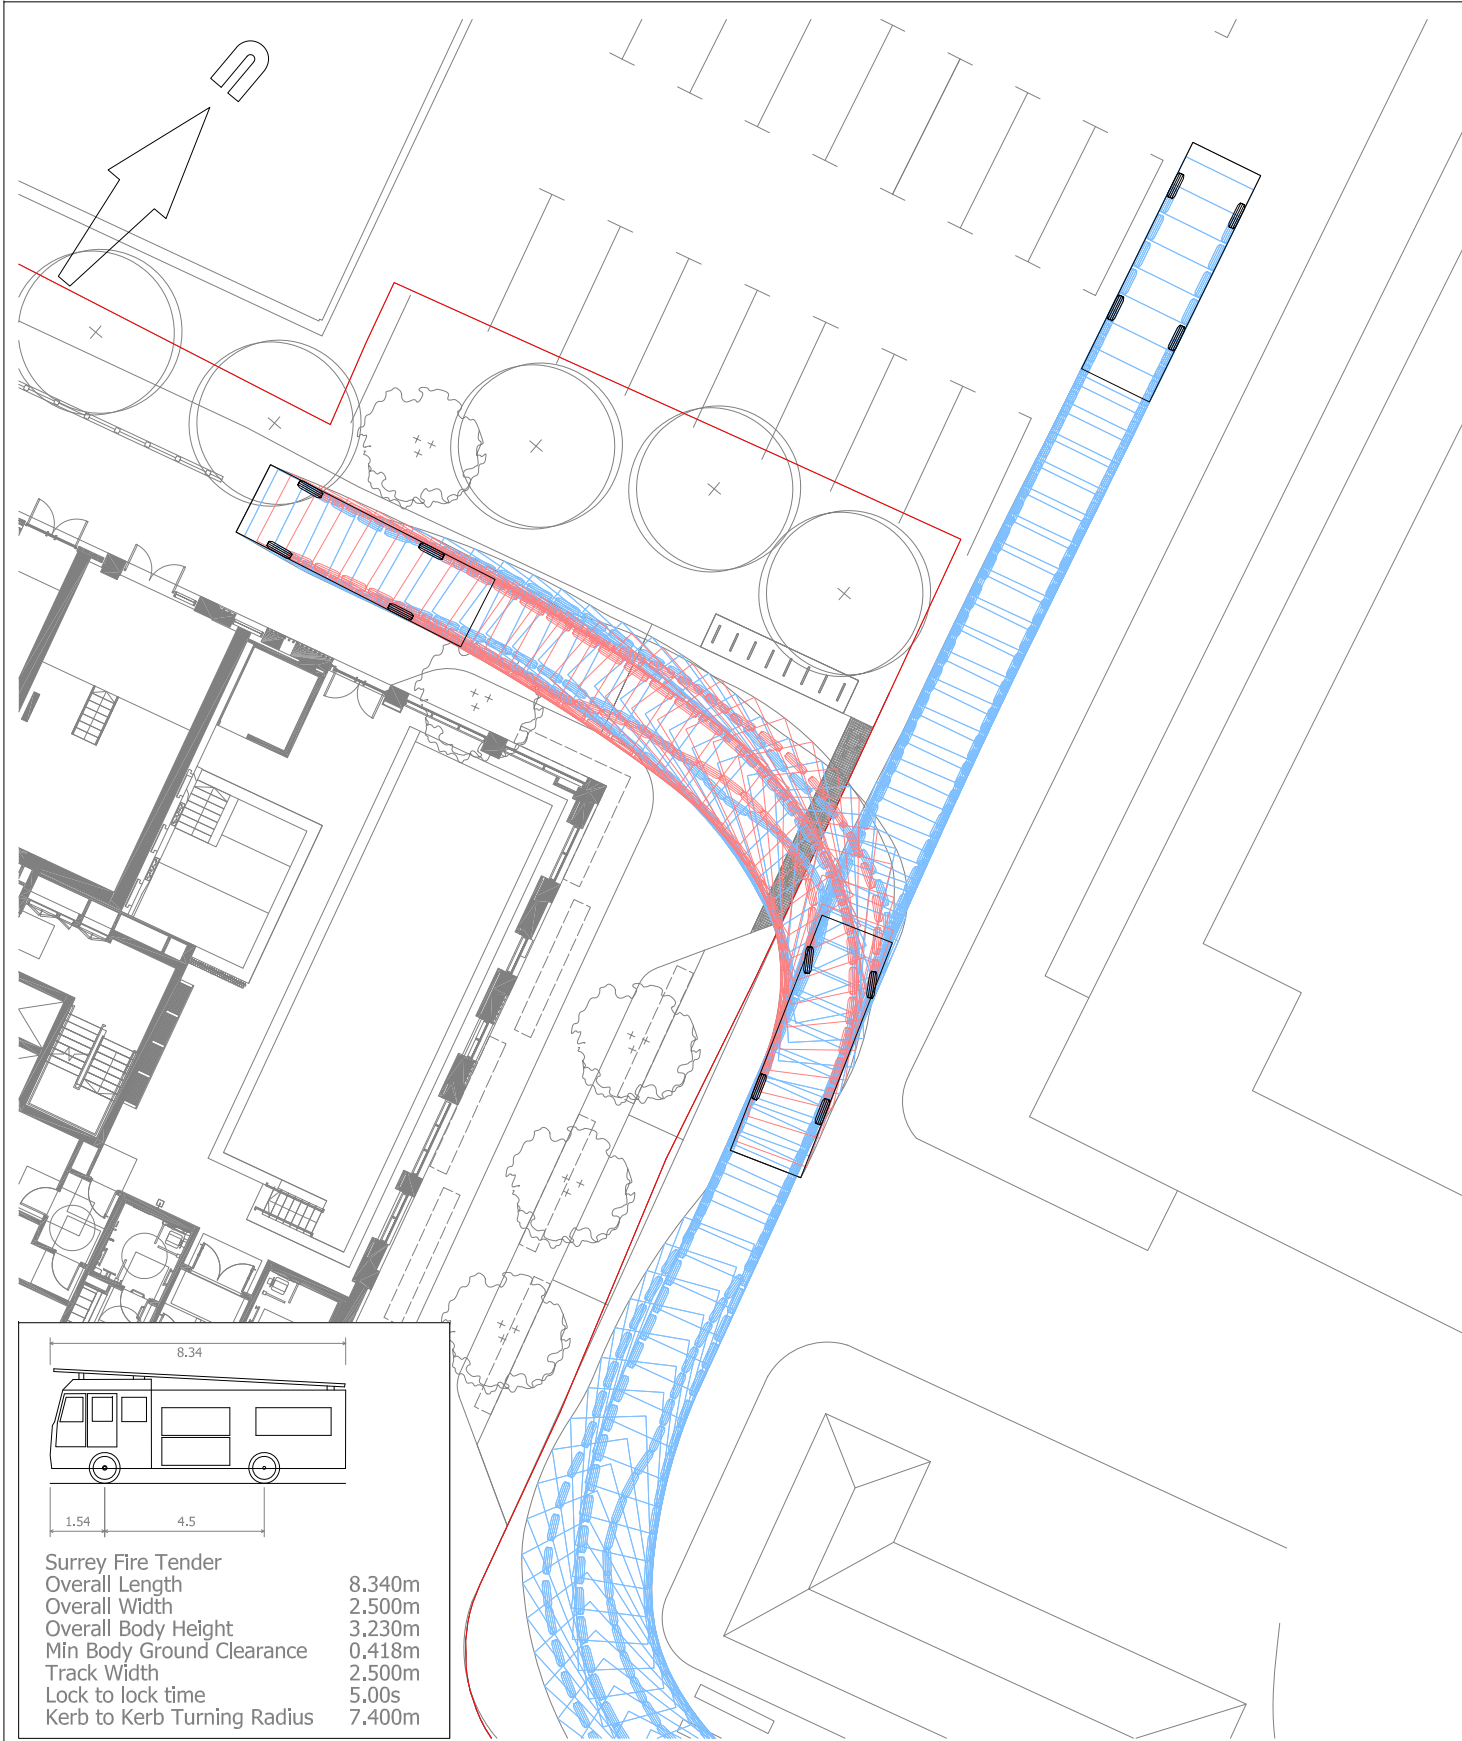 n
8.34
1.54
4.5
Surrey Fire Tender
Overall Length 8.340m
Overall Width 2.500m
Overall Body Height 3.230m
Min Body Ground Clearance 0.418m
Track Width 2.500m
Lock to lock time 5.00s
Kerb to Kerb Turning Radius 7.400m